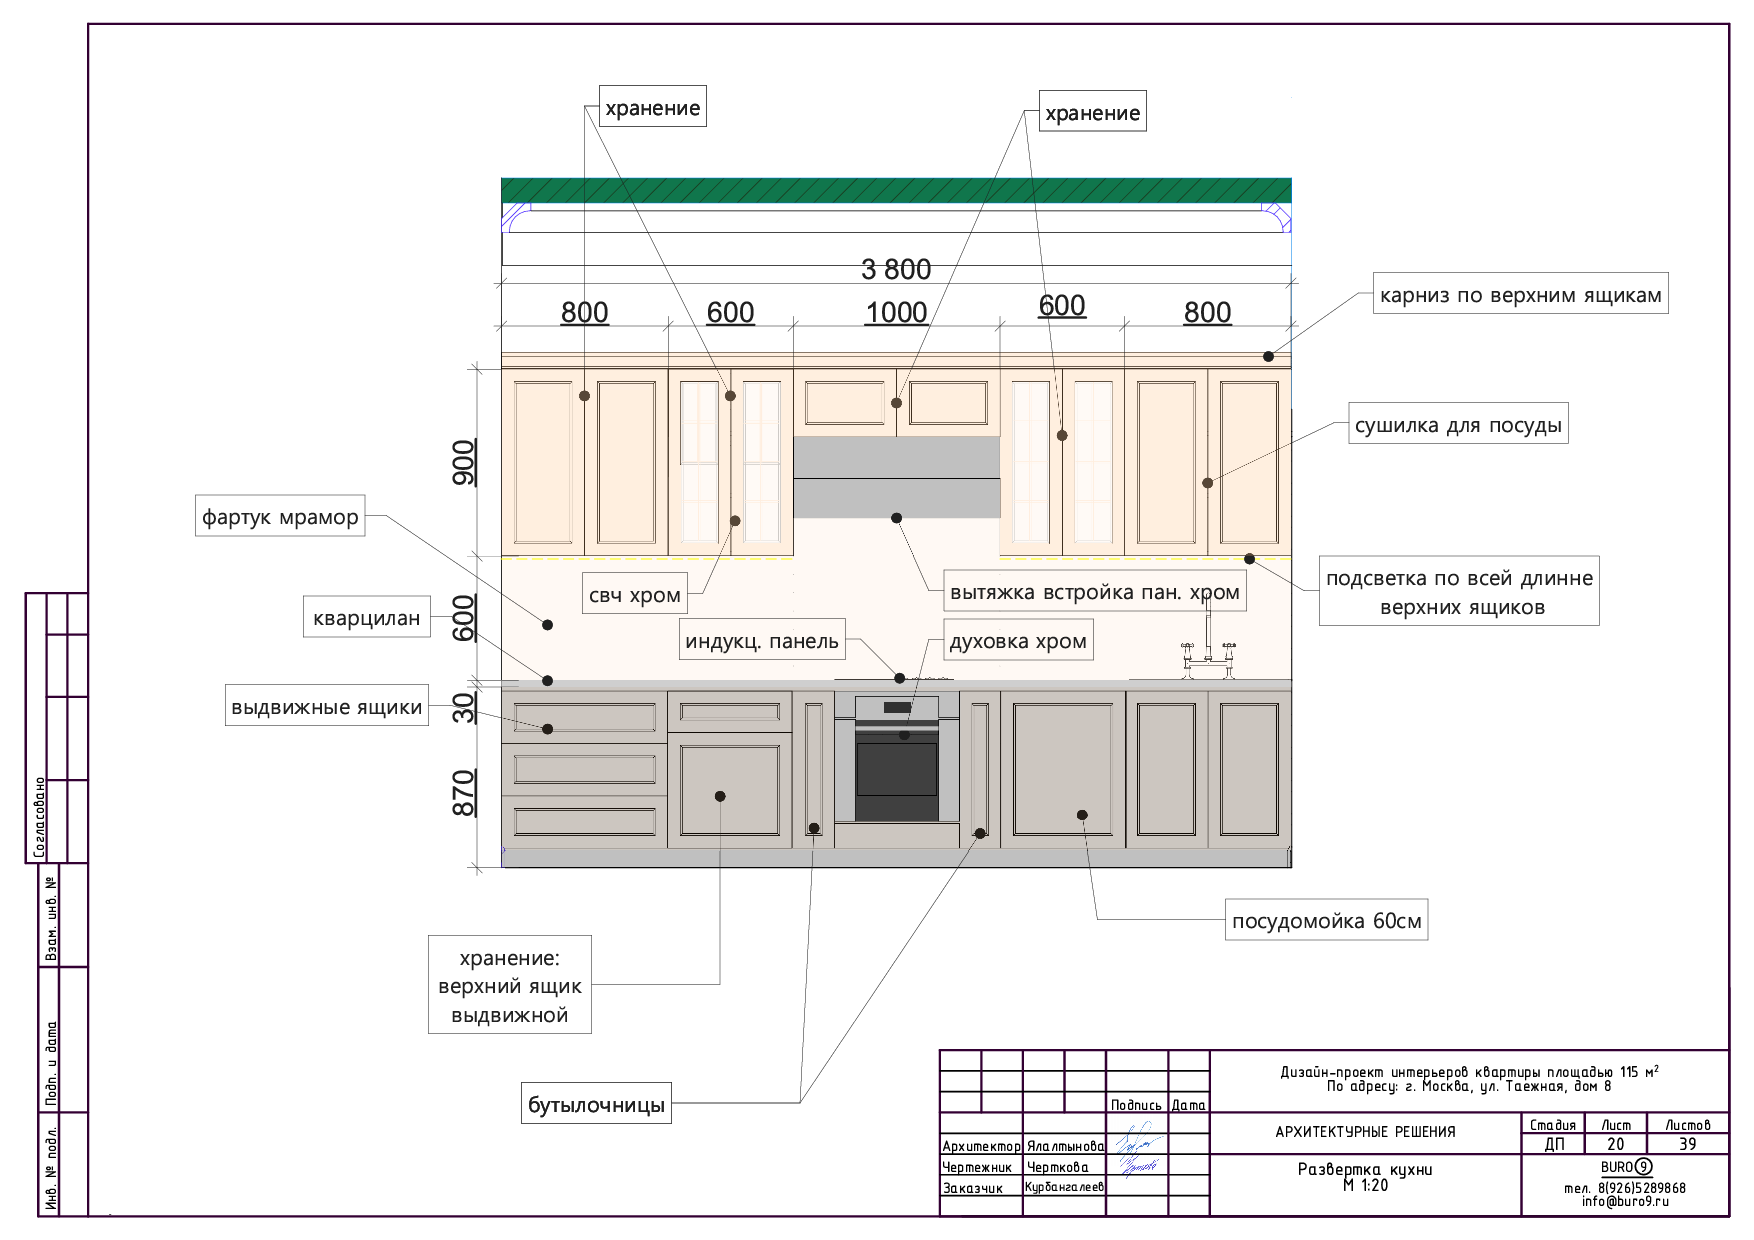 хранение
хранение
3 800
800
600
1000
600
800
карниз по верхним ящикам
сушилка для посуды
900
фартук мрамор
подсветка по всей длинне
верхних ящиков
свч хром
вытяжка встройка пан. хром
кварцилан
600
индукц. панель
духовка хром
выдвижные ящики
30
870
посудомойка 60см
хранение:
верхний ящик
выдвижной
бутылочницы
Согласовано
Взам. инв. №
Подп. и дата
Инв. № подл.
Дизайн-проект интерьеров квартиры площадью 115 м²
По адресу: г. Москва, ул. Таежная, дом 8
Подпись Дата
АРХИТЕКТУРНЫЕ РЕШЕНИЯ
Стадия Лист Листов
ДП 20 39
Архитектор Ялалтынова
Чертежник Черткова
Заказчик Курбангалеев
Развертка кухни
М 1:20
BURO 9
тел. 8(926)5289868
info@buro9.ru